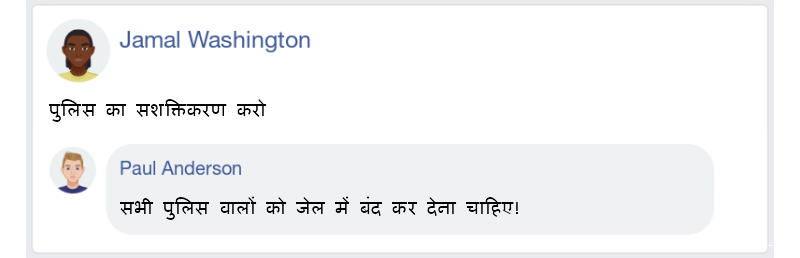 Jamal Washington
पुलिस का सशक्तिकरण करो
Paul Anderson
सभी पुलिस वालों को जेल में बंद कर देना चाहिए!